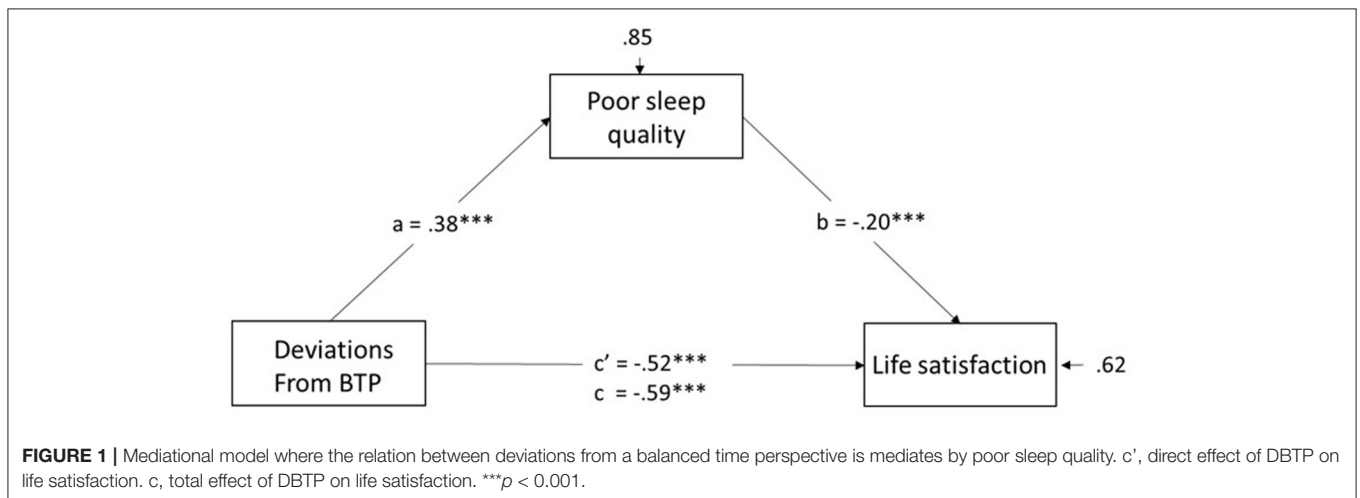 .85
Poor sleep
quality
a = .38***
b = -.20***
Deviations
From BTP
c’ = -.52***
c = -.59***
Life satisfaction
.62
FIGURE 1 | Mediational model where the relation between deviations from a balanced time perspective is mediates by poor sleep quality. c’, direct effect of DBTP on
life satisfaction. c, total effect of DBTP on life satisfaction. ***p < 0.001.